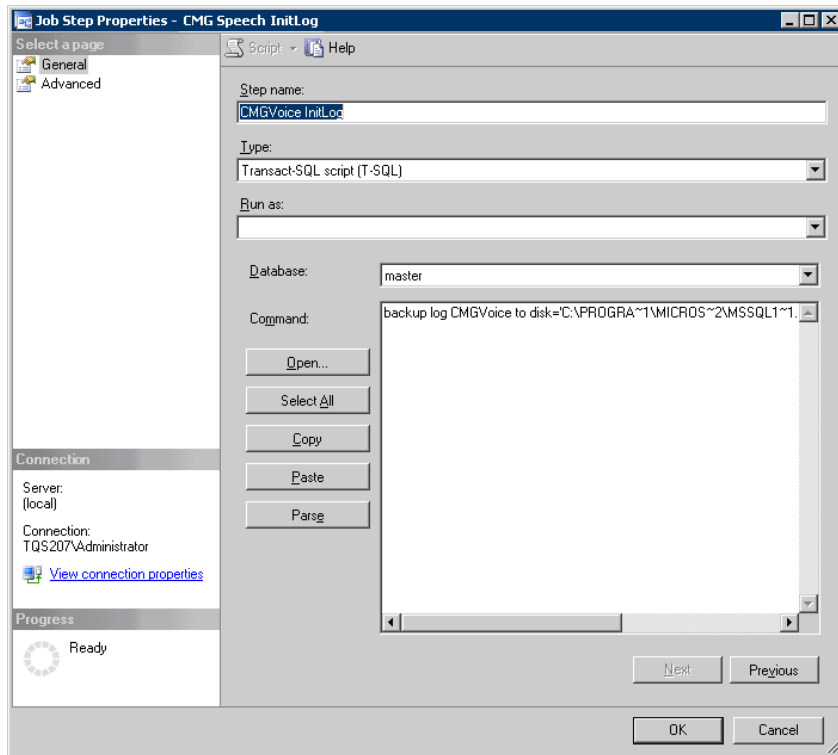 Job Step Properties - CMG Speech InitLog
Select a page
General
Advanced
Script
Help
Step name:
CMGVoice InitLog
Type:
Transact-SQL script (T-SQL)
Run as:
Database:
master
Command:
backup log CMGVoice to disk='C:\PROGRA~1\MICROS~2\MSSQL1~1.
Open...
Select All
Copy
Paste
Parse
Connection
Server:
(local)
Connection:
TQS207\Administrator
View connection properties
Progress
Ready
Next
Previous
OK
Cancel